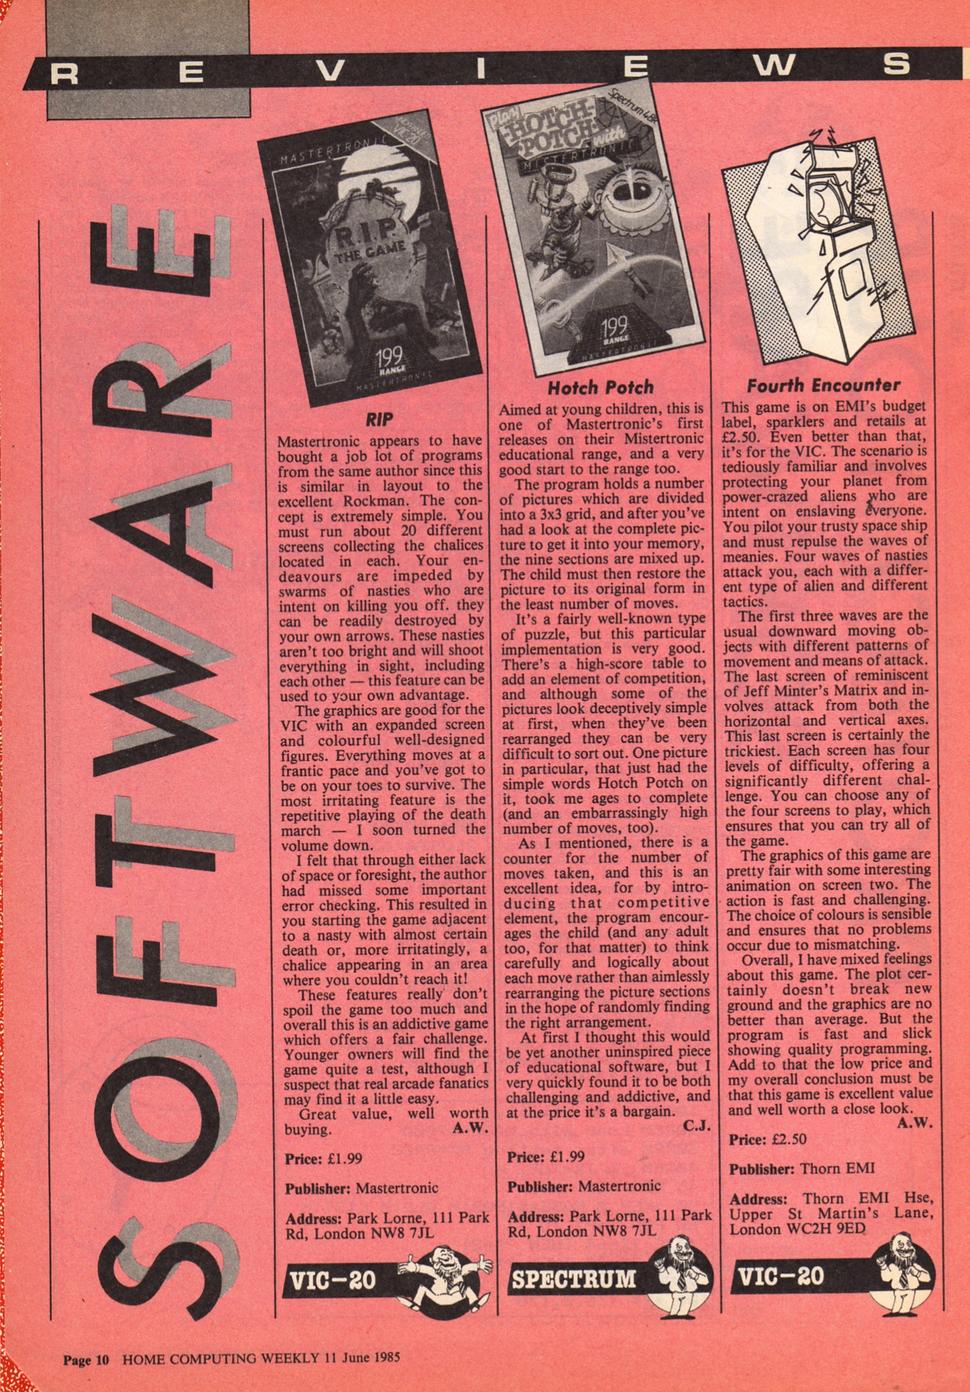 REVIEWS
SOFTWARE
MASTERTRONIC
R.I.P.
THE GAME
199
RANGE
MASTERTRONIC
RIP
Mastertronic appears to have
bought a job lot of programs
from the same author since this
is similar in layout to the
excellent Rockman. The con-
cept is extremely simple. You
must run about 20 different
screens collecting the chalices
located in each. Your en-
deavours are impeded by
swarms of nasties who are
intent on killing you off. they
can be readily destroyed by
your own arrows. These nasties
aren't too bright and will shoot
everything in sight, including
each other — this feature can be
used to your own advantage.
The graphics are good for the
VIC with an expanded screen
and colourful well-designed
figures. Everything moves at a
frantic pace and you've got to
be on your toes to survive. The
most irritating feature is the
repetitive playing of the death
march — I soon turned the
volume down.
I felt that through either lack
of space or foresight, the author
had missed some important
error checking. This resulted in
you starting the game adjacent
to a nasty with almost certain
death or, more irritatingly, a
chalice appearing in an area
where you couldn't reach it!
These features really don't
spoil the game too much and
overall this is an addictive game
which offers a fair challenge.
Younger owners will find the
game quite a test, although I
suspect that real arcade fanatics
may find it a little easy.
Great value, well worth
buying. A.W.
Price: £1.99
Publisher: Mastertronic
Address: Park Lorne, 111 Park
Rd, London NW8 7JL
VIC-20
play
HOTCH
POTCH
with
MISTERTRONIC
Spectrum 48K
199
RANGE
MASTERTRONIC
Hotch Potch
Aimed at young children, this is
one of Mastertronic's first
releases on their Mistertronic
educational range, and a very
good start to the range too.
The program holds a number
of pictures which are divided
into a 3x3 grid, and after you've
had a look at the complete pic-
ture to get it into your memory,
the nine sections are mixed up.
The child must then restore the
picture to its original form in
the least number of moves.
It's a fairly well-known type
of puzzle, but this particular
implementation is very good.
There's a high-score table to
add an element of competition,
and although some of the
pictures look deceptively simple
at first, when they've been
rearranged they can be very
difficult to sort out. One picture
in particular, that just had the
simple words Hotch Potch on
it, took me ages to complete
(and an embarrassingly high
number of moves, too).
As I mentioned, there is a
counter for the number of
moves taken, and this is an
excellent idea, for by intro-
ducing that competitive
element, the program encour-
ages the child (and any adult
too, for that matter) to think
carefully and logically about
each move rather than aimlessly
rearranging the picture sections
in the hope of randomly finding
the right arrangement.
At first I thought this would
be yet another uninspired piece
of educational software, but I
very quickly found it to be both
challenging and addictive, and
at the price it's a bargain.
C.J.
Price: £1.99
Publisher: Mastertronic
Address: Park Lorne, 111 Park
Rd, London NW8 7JL
SPECTRUM
Fourth Encounter
This game is on EMI's budget
label, sparklers and retails at
£2.50. Even better than that,
it's for the VIC. The scenario is
tediously familiar and involves
protecting your planet from
power-crazed aliens who are
intent on enslaving everyone.
You pilot your trusty space ship
and must repulse the waves of
meanies. Four waves of nasties
attack you, each with a differ-
ent type of alien and different
tactics.
The first three waves are the
usual downward moving ob-
jects with different patterns of
movement and means of attack.
The last screen of reminiscent
of Jeff Minter's Matrix and in-
volves attack from both the
horizontal and vertical axes.
This last screen is certainly the
trickiest. Each screen has four
levels of difficulty, offering a
significantly different chal-
lenge. You can choose any of
the four screens to play, which
ensures that you can try all of
the game.
The graphics of this game are
pretty fair with some interesting
animation on screen two. The
action is fast and challenging.
The choice of colours is sensible
and ensures that no problems
occur due to mismatching.
Overall, I have mixed feelings
about this game. The plot cer-
tainly doesn't break new
ground and the graphics are no
better than average. But the
program is fast and slick
showing quality programming.
Add to that the low price and
my overall conclusion must be
that this game is excellent value
and well worth a close look.
A.W.
Price: £2.50
Publisher: Thorn EMI
Address: Thorn EMI Hse,
Upper St Martin's Lane,
London WC2H 9ED
VIC-20
Page 10 HOME COMPUTING WEEKLY 11 June 1985